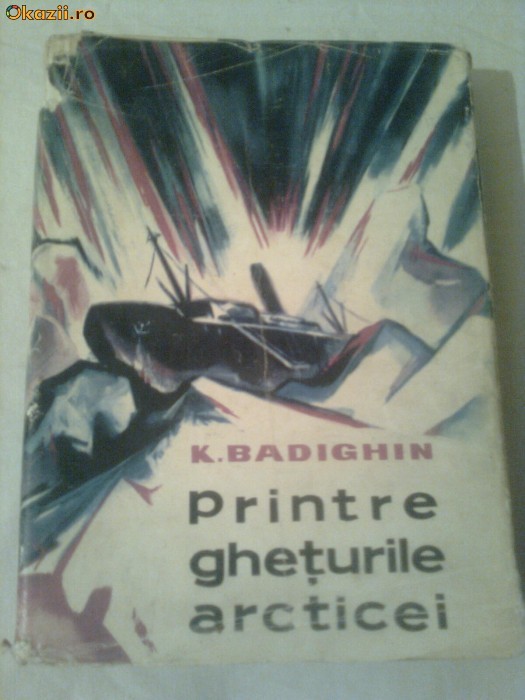 Okazii.ro
K. BADIGHIN
printre
ghețurile
arcticei